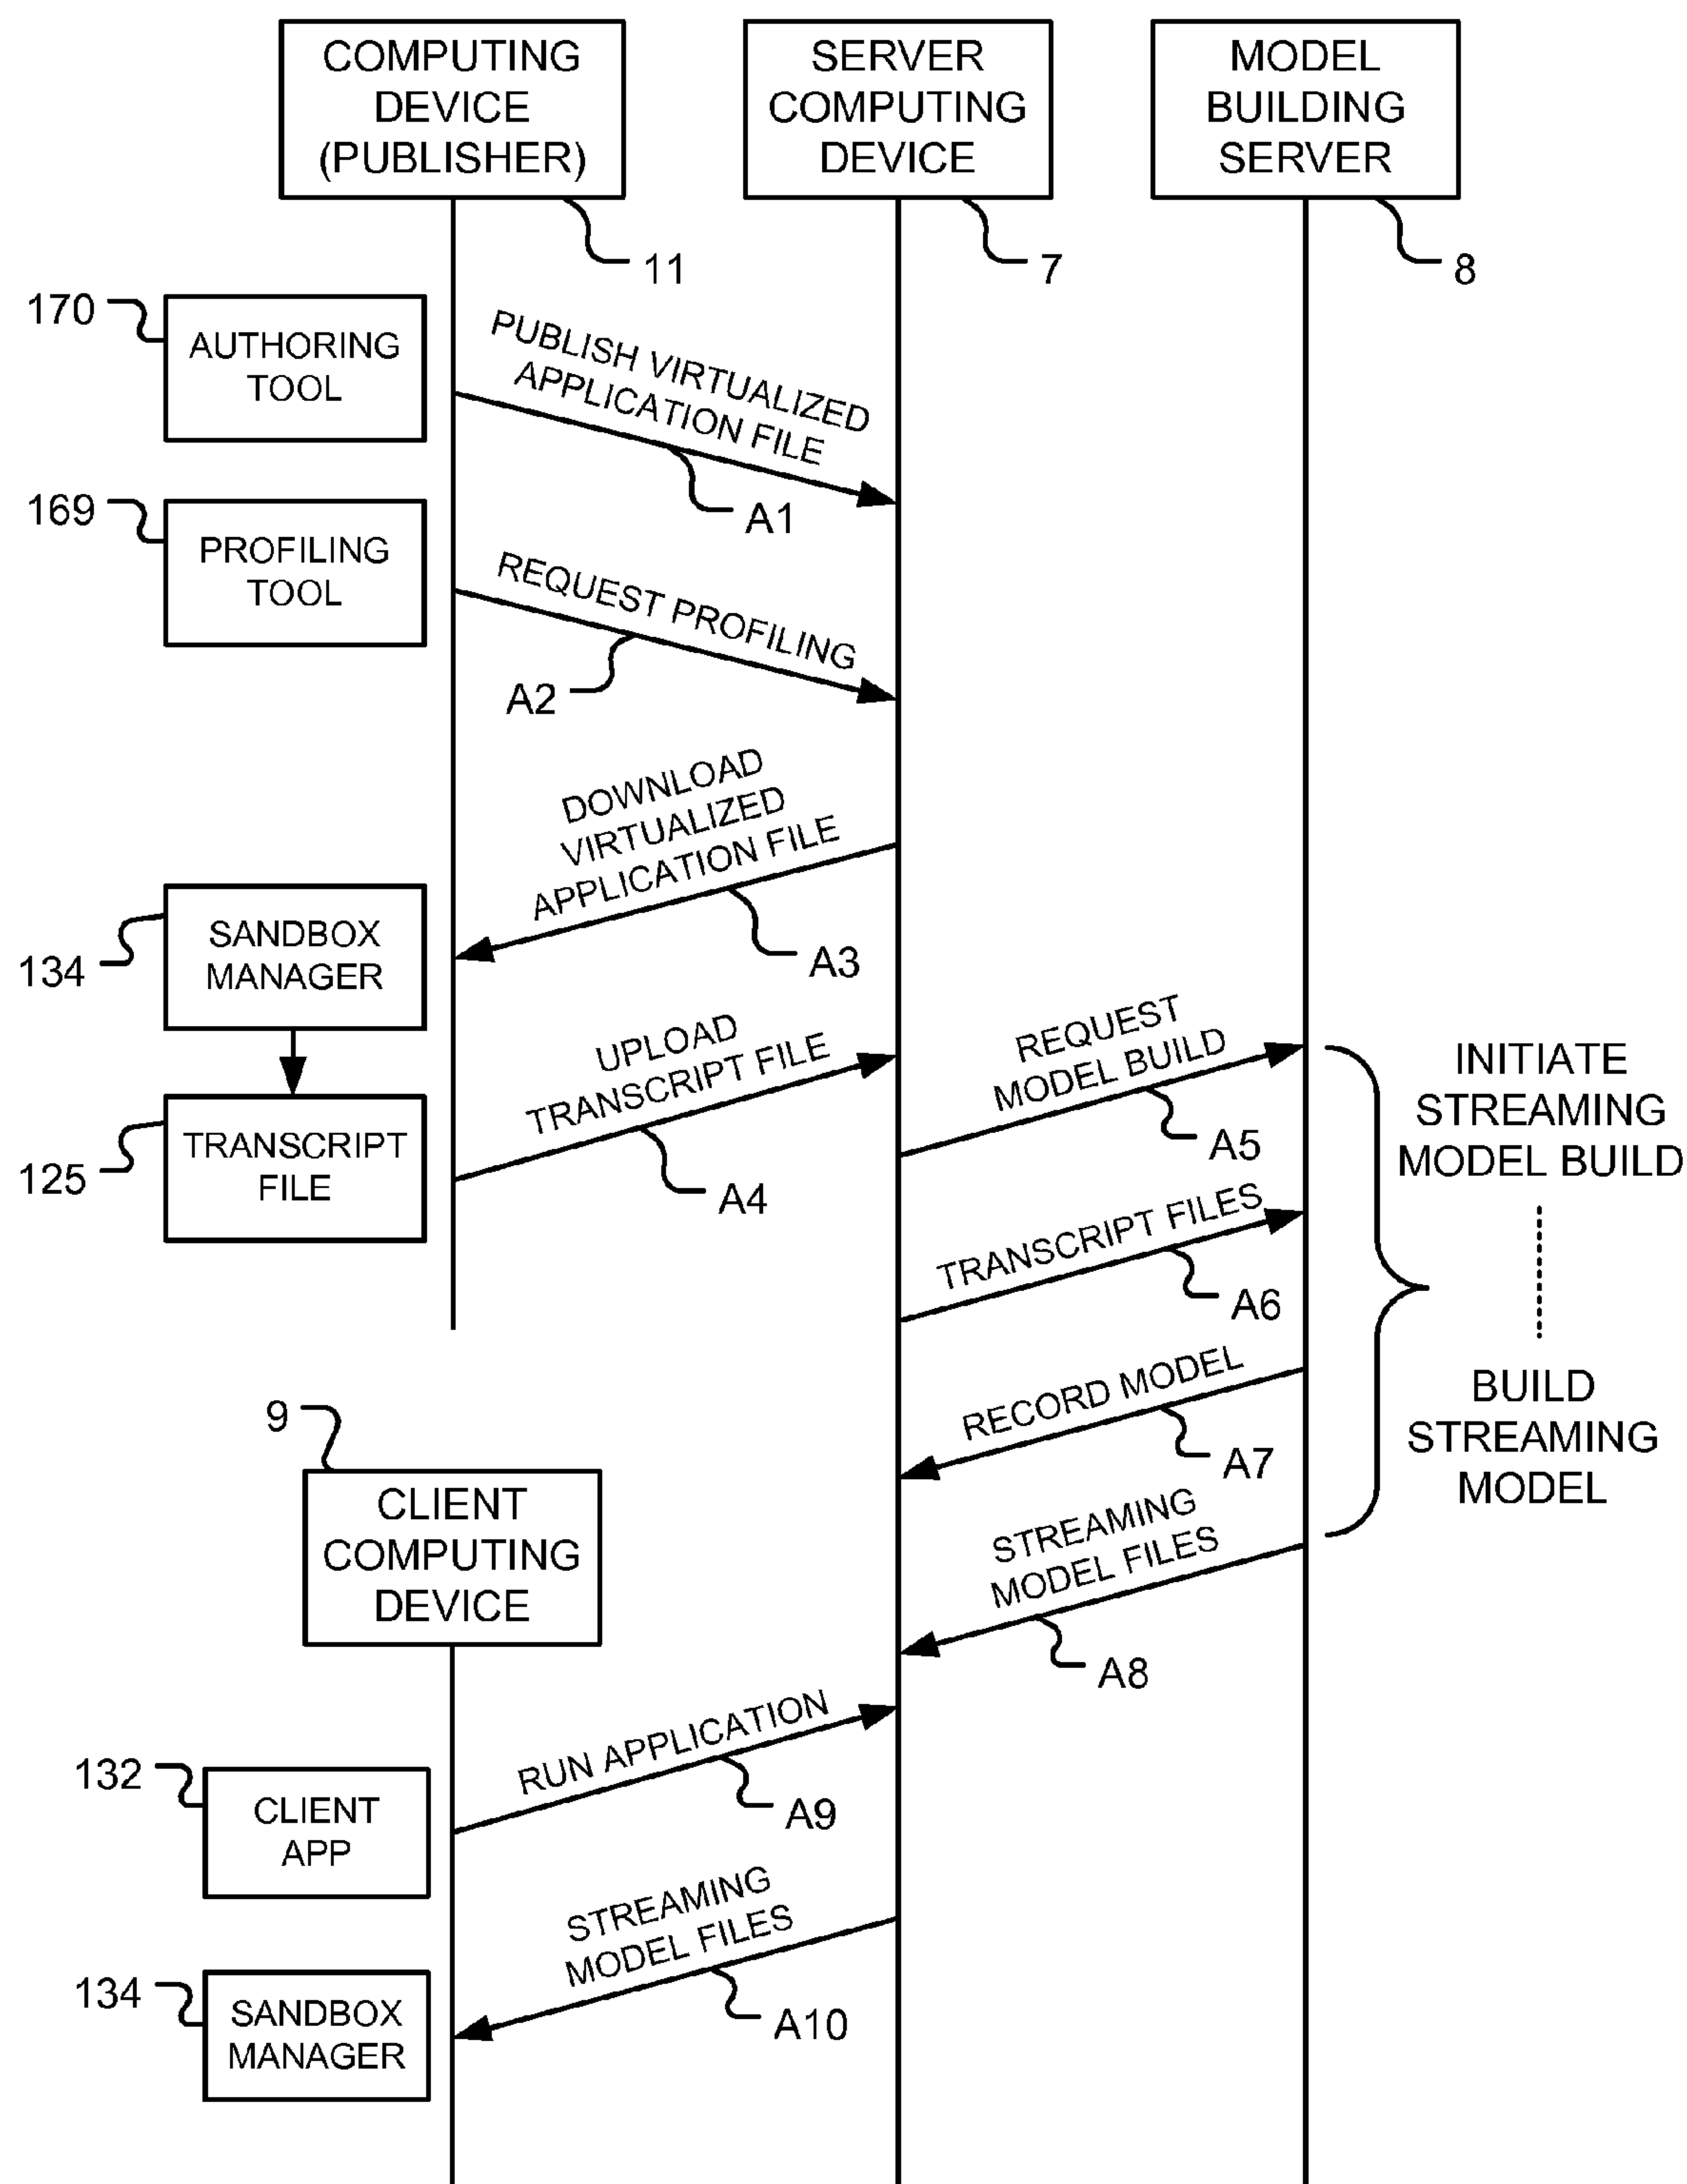 COMPUTING
DEVICE
(PUBLISHER)
SERVER
COMPUTING
DEVICE
MODEL
BUILDING
SERVER
11
7
8
170
AUTHORING
TOOL
PUBLISH VIRTUALIZED
APPLICATION FILE
A1
169
PROFILING
TOOL
REQUEST PROFILING
A2
DOWNLOAD
VIRTUALIZED
APPLICATION FILE
A3
134
SANDBOX
MANAGER
UPLOAD
TRANSCRIPT FILE
A4
125
TRANSCRIPT
FILE
REQUEST
MODEL BUILD
A5
INITIATE
STREAMING
MODEL BUILD
TRANSCRIPT FILES
A6
RECORD MODEL
A7
BUILD
STREAMING
MODEL
9
CLIENT
COMPUTING
DEVICE
STREAMING
MODEL FILES
A8
RUN APPLICATION
A9
132
CLIENT
APP
STREAMING
MODEL FILES
A10
134
SANDBOX
MANAGER